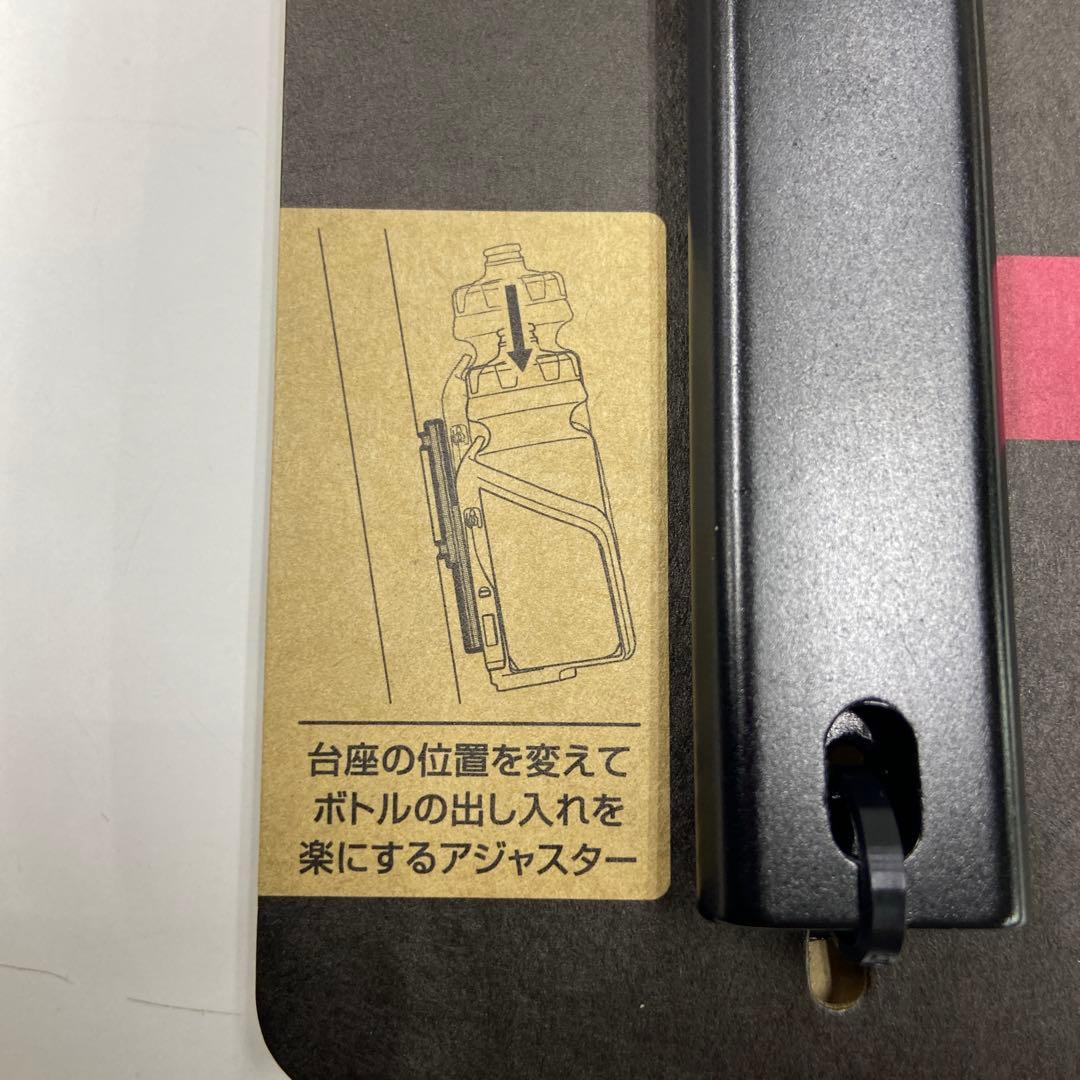 台座の位置を変えて
ボトルの出し入れを
楽にするアジャスター